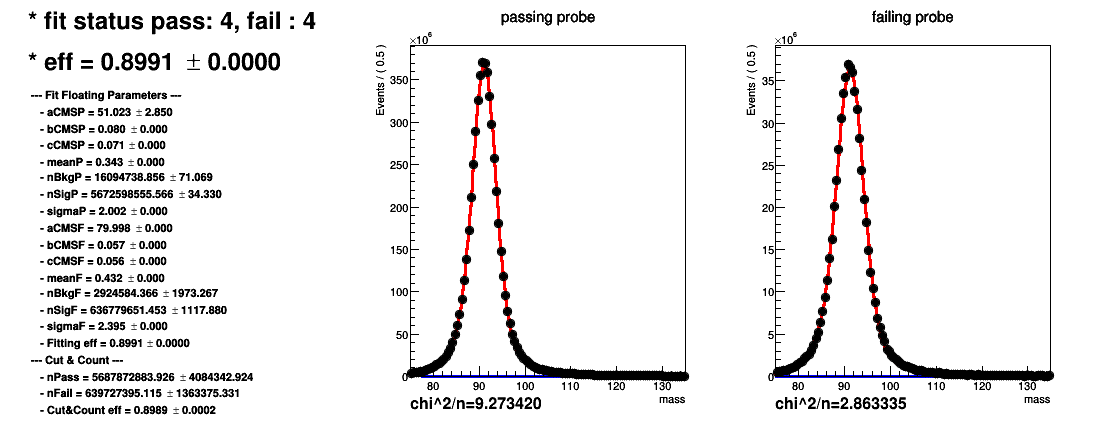 * fit status pass: 4, fail : 4
* eff = 0.8991 ± 0.0000
--- Fit Floating Parameters ---
- aCMSP = 51.023 ± 2.850
- bCMSP = 0.080 ± 0.000
- cCMSP = 0.071 ± 0.000
- meanP = 0.343 ± 0.000
- nBkgP = 16094738.856 ± 71.069
- nSigP = 5672598555.566 ± 34.330
- sigmaP = 2.002 ± 0.000
- aCMSF = 79.998 ± 0.000
- bCMSF = 0.057 ± 0.000
- cCMSF = 0.056 ± 0.000
- meanF = 0.432 ± 0.000
- nBkgF = 2924584.366 ± 1973.267
- nSigF = 636779651.453 ± 1117.880
- sigmaF = 2.395 ± 0.000
- Fitting eff = 0.8991 ± 0.0000
--- Cut & Count ---
- nPass = 5687872883.926 ± 4084342.924
- nFail = 639727395.115 ± 1363375.331
- Cut&Count eff = 0.8989 ± 0.0002
passing probe
×10^6
Events / ( 0.5 )
350
300
250
200
150
100
50
0
80 90 100 110 120 130
mass
chi^2/n=9.273420
failing probe
×10^6
Events / ( 0.5 )
35
30
25
20
15
10
5
0
80 90 100 110 120 130
mass
chi^2/n=2.863335